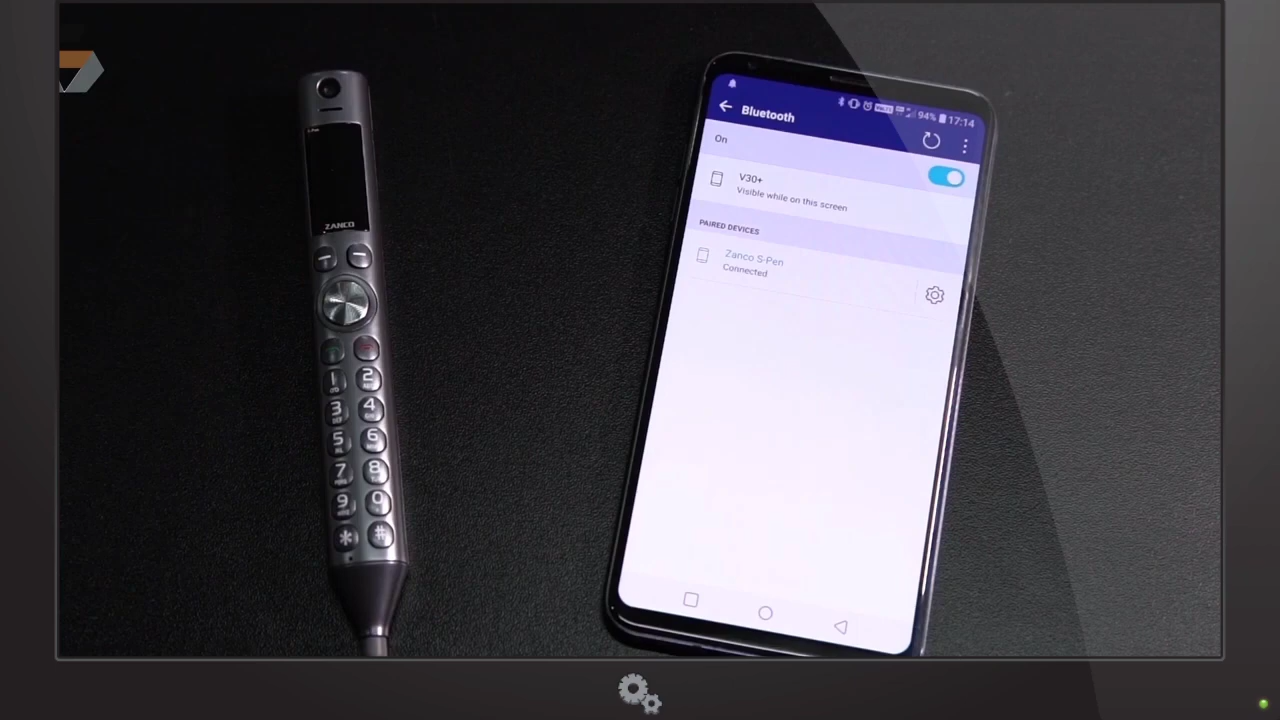 S-Pen
ZANCO
1
2
3
4
5
6
7
8
9
0
*
#
94% 17:14
Bluetooth
On
V30+
Visible while on this screen
PAIRED DEVICES
Zanco S-Pen
Connected